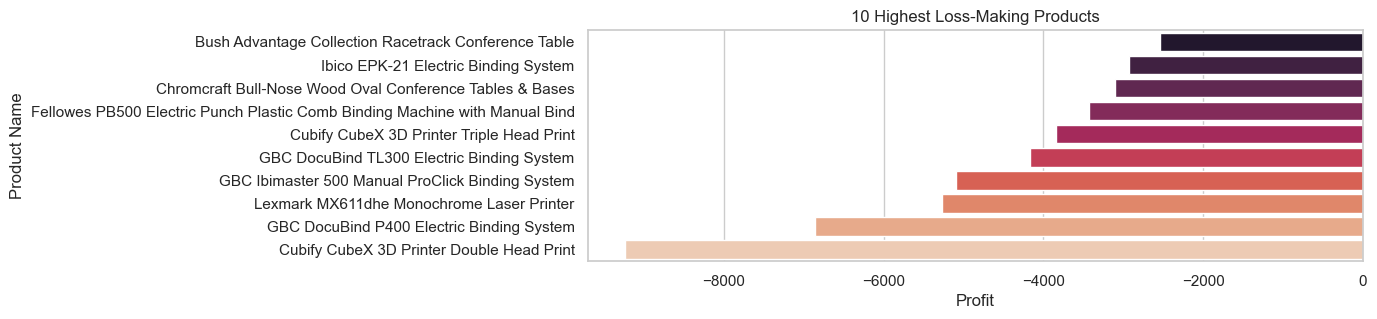 10 Highest Loss-Making Products
Product Name
Bush Advantage Collection Racetrack Conference Table
Ibico EPK-21 Electric Binding System
Chromcraft Bull-Nose Wood Oval Conference Tables & Bases
Fellowes PB500 Electric Punch Plastic Comb Binding Machine with Manual Bind
Cubify CubeX 3D Printer Triple Head Print
GBC DocuBind TL300 Electric Binding System
GBC Ibimaster 500 Manual ProClick Binding System
Lexmark MX611dhe Monochrome Laser Printer
GBC DocuBind P400 Electric Binding System
Cubify CubeX 3D Printer Double Head Print
−8000 −6000 −4000 −2000 0
Profit